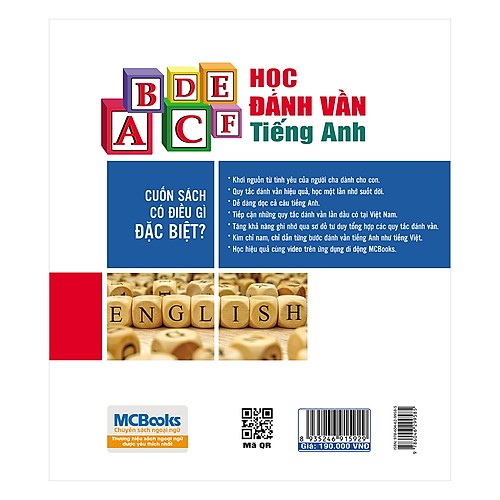 B D E
A C F
HỌC
ĐÁNH VẦN
Tiếng Anh
CUỐN SÁCH
CÓ ĐIỀU GÌ
ĐẶC BIỆT?
• Khơi nguồn từ tình yêu của người cha dành cho con.
• Quy tắc đánh vần hiệu quả, học một lần nhớ suốt đời.
• Dễ dàng đọc cả câu tiếng Anh.
• Tiếp cận những quy tắc đánh vần lần đầu có tại Việt Nam.
• Tăng khả năng ghi nhớ qua sơ đồ tư duy tổng hợp các quy tắc đánh vần.
• Kim chỉ nam, chỉ dẫn từng bước đánh vần tiếng Anh như tiếng Việt.
• Học hiệu quả cùng video trên ứng dụng di động MCBooks.
ENGLISH
MCBooks
Chuyên sách ngoại ngữ
Thương hiệu sách ngoại ngữ
được yêu thích nhất
Mã QR
8 935246 915929
Giá: 190.000 VNĐ